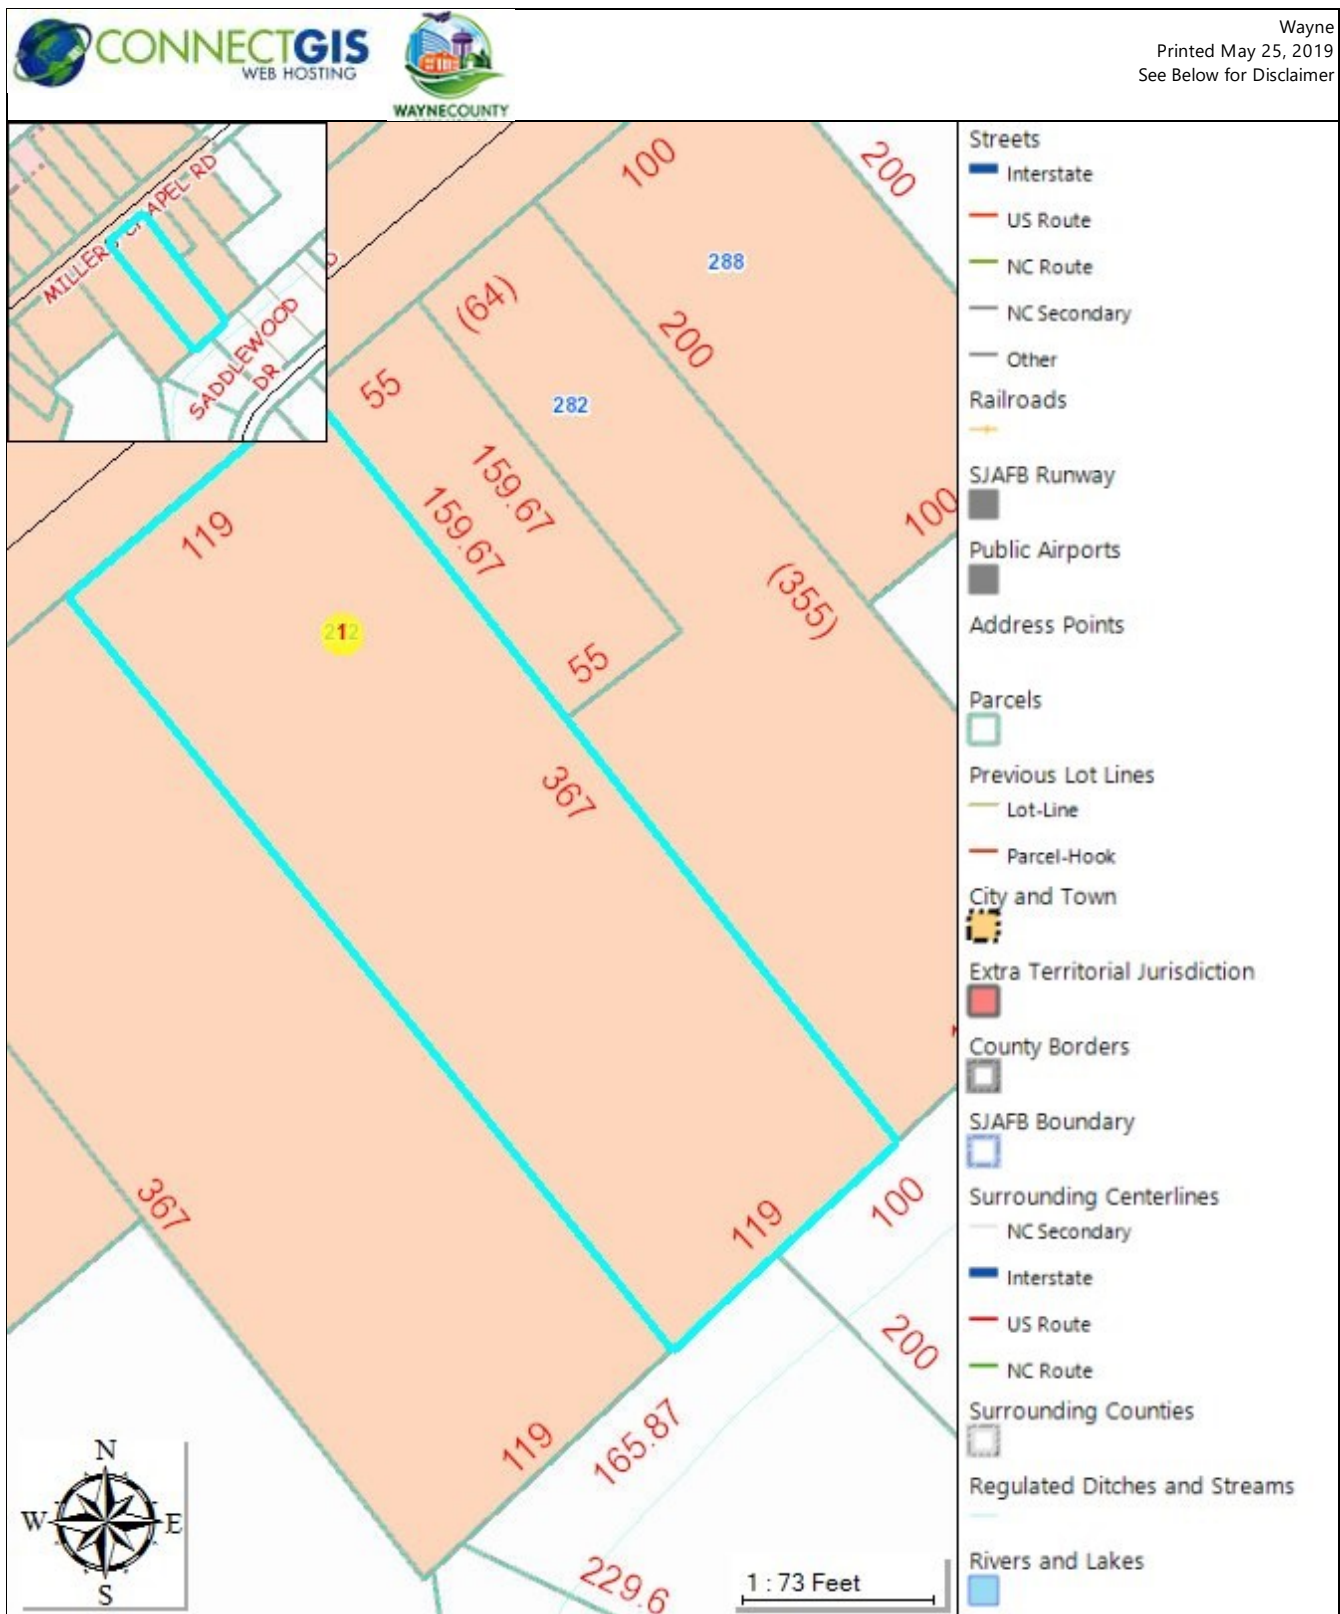 CONNECTGIS
WEB HOSTING
WAYNECOUNTY
Wayne
Printed May 25, 2019
See Below for Disclaimer
SADDLEWOOD
DR
100
200
288
(64)
200
55
282
159.67
159.67
100
119
(355)
1
55
367
367
119
100
200
119
165.87
229.6
N
W
E
S
1 : 73 Feet
Streets
Interstate
US Route
NC Route
NC Secondary
Other
Railroads
SJAFB Runway
Public Airports
Address Points
Parcels
Previous Lot Lines
Lot-Line
Parcel-Hook
City and Town
Extra Territorial Jurisdiction
County Borders
SJAFB Boundary
Surrounding Centerlines
NC Secondary
Interstate
US Route
NC Route
Surrounding Counties
Regulated Ditches and Streams
Rivers and Lakes